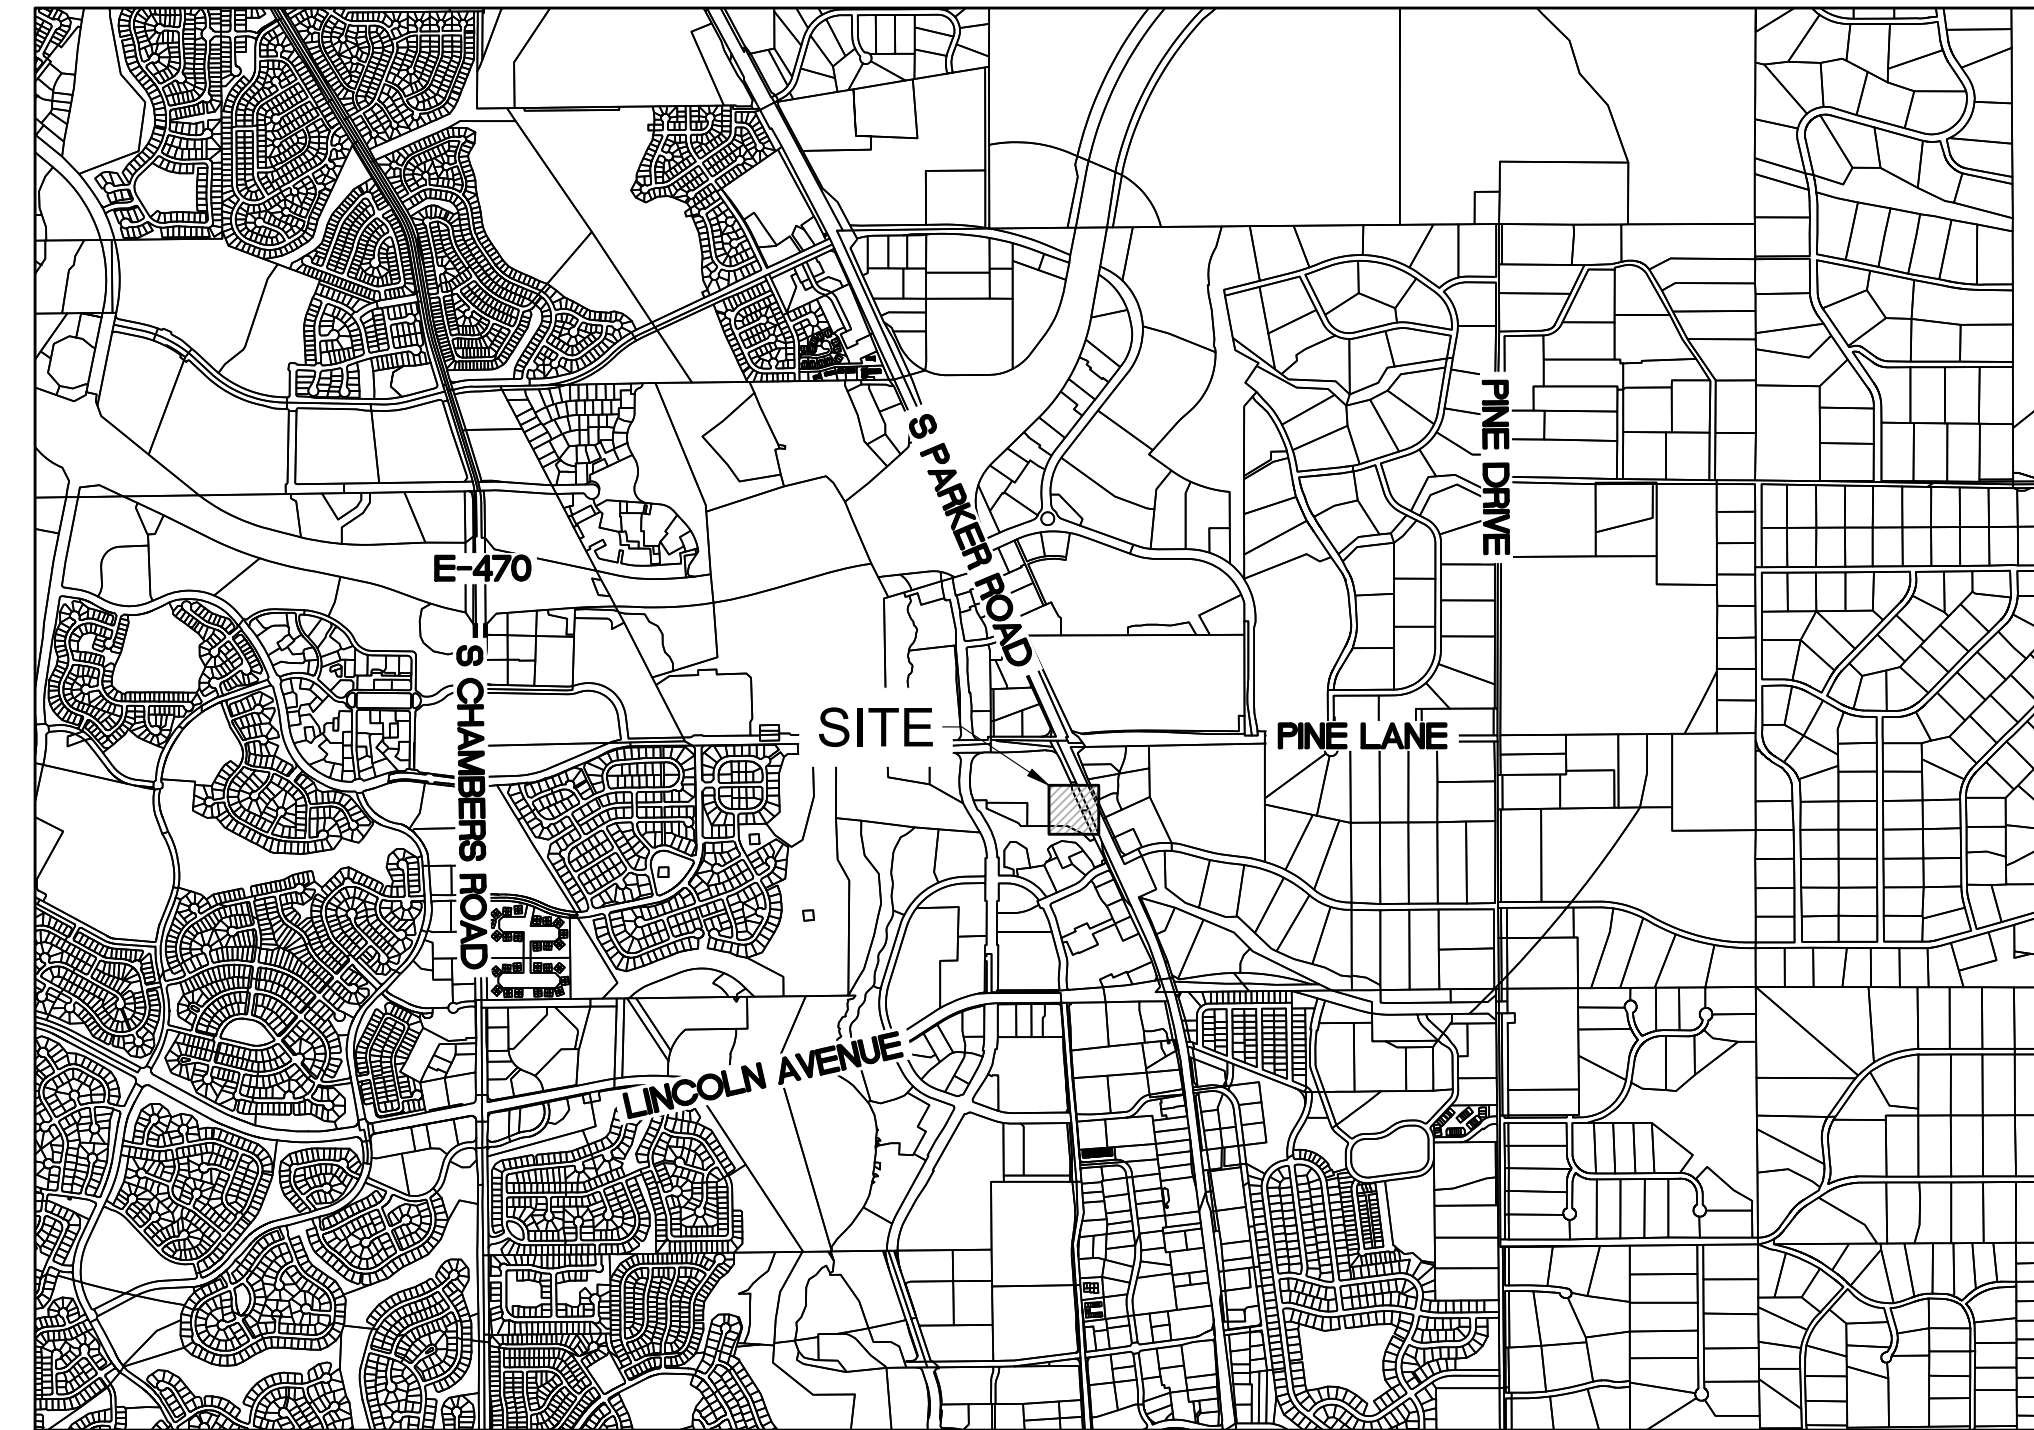 S PARKER ROAD
PINE DRIVE
E-470
S CHAMBERS ROAD
SITE
PINE LANE
LINCOLN AVENUE